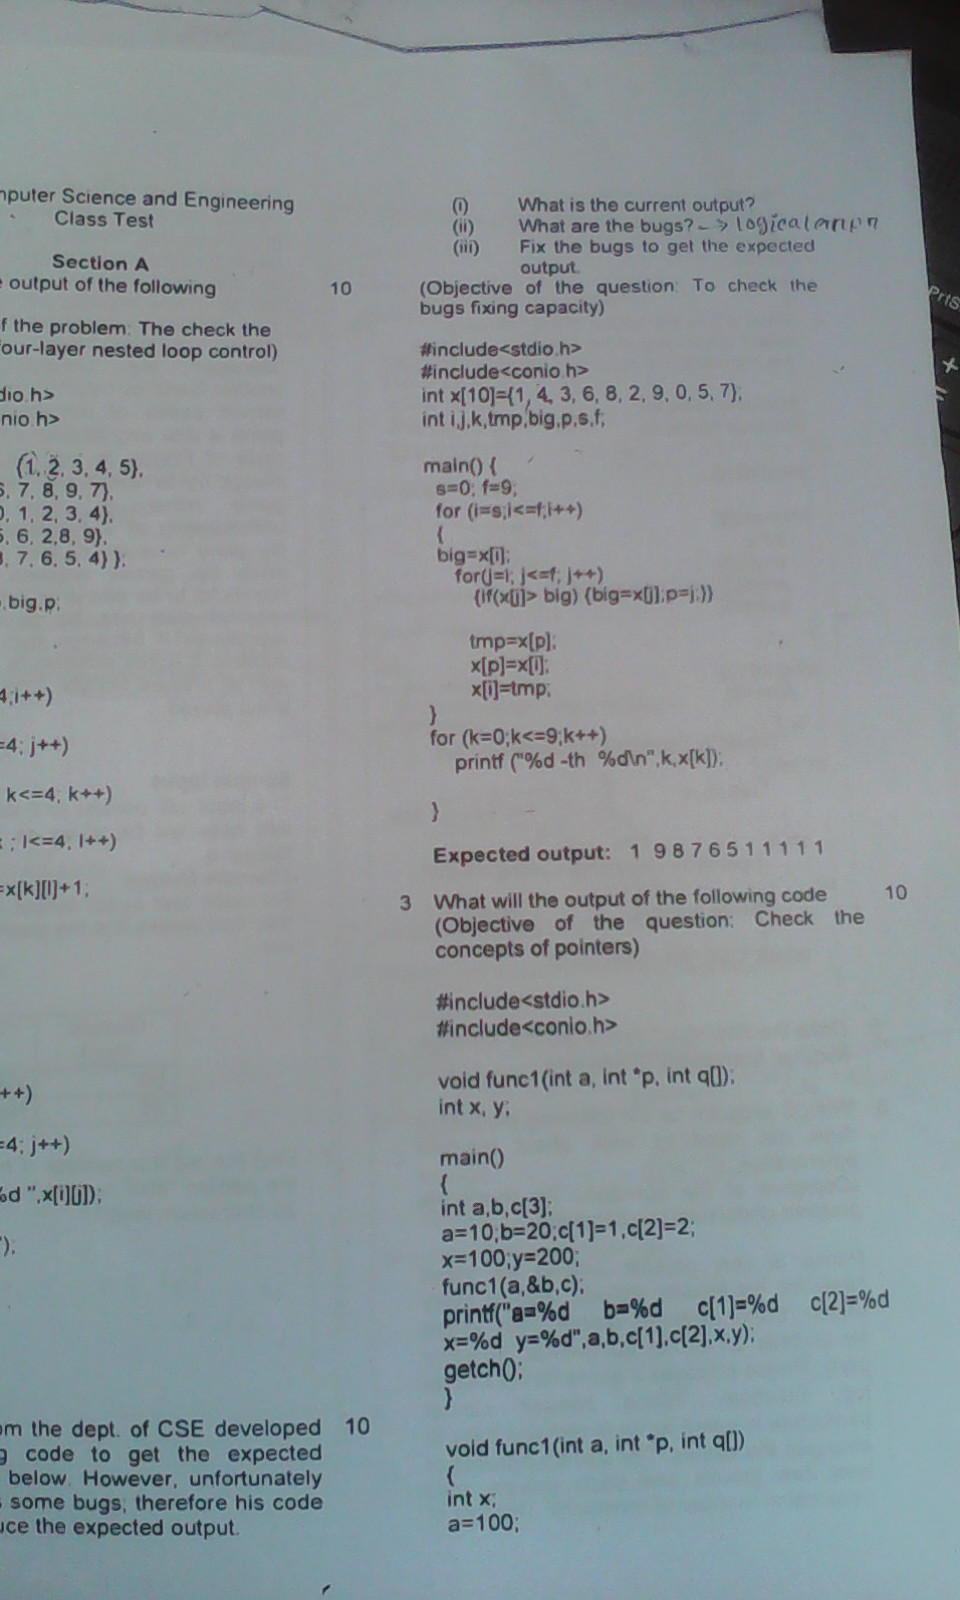 mputer Science and Engineering
Class Test
Section A
output of the following 10
f the problem: The check the
our-layer nested loop control)
dio.h>
nio.h>
{1, 2, 3, 4, 5},
6, 7, 8, 9, 7},
0, 1, 2, 3, 4},
5, 6, 2,8, 9},
, 7, 6, 5, 4} };
,big,p;
4;i++)
=4; j++)
k<=4; k++)
; l<=4; l++)
=x[k][l]+1;
++)
=4; j++)
%d ",x[i][j]);
");
om the dept. of CSE developed 10
g code to get the expected
below. However, unfortunately
some bugs, therefore his code
uce the expected output.
(i) What is the current output?
(ii) What are the bugs? -> logical
(iii) Fix the bugs to get the expected
output.
(Objective of the question: To check the
bugs fixing capacity)
#include<stdio.h>
#include<conio.h>
int x[10]={1, 4, 3, 6, 8, 2, 9, 0, 5, 7};
int i,j,k,tmp,big,p,s,f;
main() {
s=0; f=9;
for (i=s;i<=f;i++)
{
big=x[i];
for(j=i; j<=f; j++)
{if(x[j]> big) {big=x[j];p=j;}}
tmp=x[p];
x[p]=x[i];
x[i]=tmp;
}
for (k=0;k<=9;k++)
printf ("%d -th %d\n",k,x[k]);
}
Expected output: 1 9 8 7 6 5 1 1 1 1 1
3 What will the output of the following code 10
(Objective of the question: Check the
concepts of pointers)
#include<stdio.h>
#include<conio.h>
void func1(int a, int *p, int q[]);
int x, y;
main()
{
int a,b,c[3];
a=10;b=20;c[1]=1,c[2]=2;
x=100;y=200;
func1(a,&b,c);
printf("a=%d b=%d c[1]=%d c[2]=%d
x=%d y=%d",a,b,c[1],c[2],x,y);
getch();
}
void func1(int a, int *p, int q[])
{
int x;
a=100;
PrtS
+
=